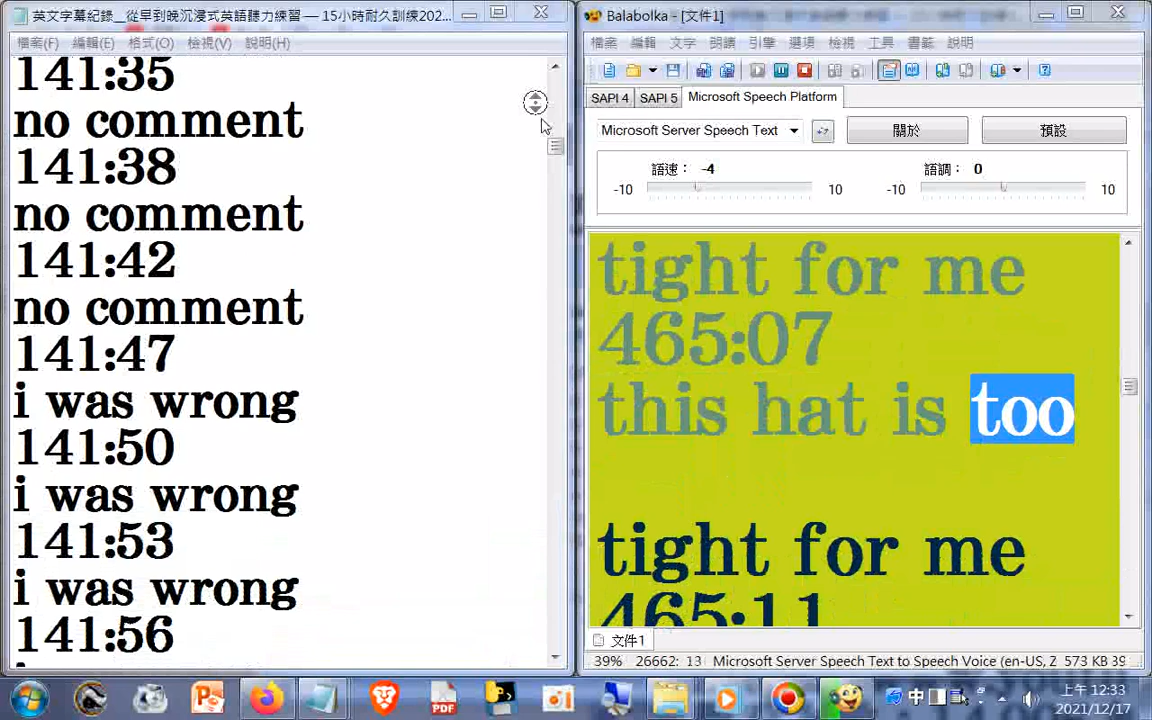 英文字幕紀錄__從早到晚沉浸式英語聽力練習 — 15小時耐久訓練202...
檔案(F) 編輯(E) 格式(O) 檢視(V) 說明(H)
141:35
no comment
141:38
no comment
141:42
no comment
141:47
i was wrong
141:50
i was wrong
141:53
i was wrong
141:56
Balabolka - [文件1]
檔案 編輯 文字 朗讀 引擎 選項 檢視 工具 書籤 說明
SAPI 4 SAPI 5 Microsoft Speech Platform
Microsoft Server Speech Text 關於 預設
語速： -4 語調： 0
-10 10 -10 10
tight for me
465:07
this hat is too
tight for me
465:11
文件1
39% 26662: 13 Microsoft Server Speech Text to Speech Voice (en-US, 2 573 KB 39
PDF 中 上午 12:33
2021/12/17